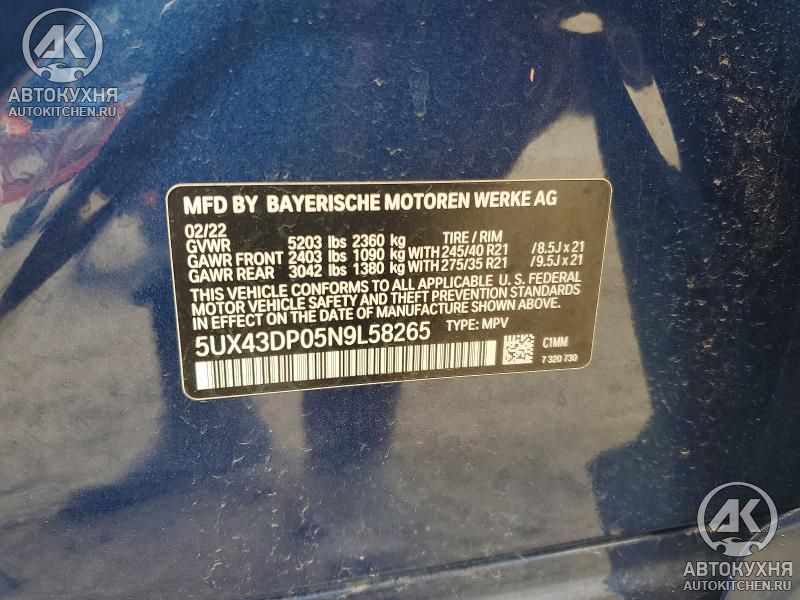 AK
АВТОКУХНЯ
AUTOKITCHEN.RU
MFD BY BAYERISCHE MOTOREN WERKE AG
02/22
GVWR 5203 lbs 2360 kg TIRE / RIM
GAWR FRONT 2403 lbs 1090 kg WITH 245/40 R21 /8.5J x 21
GAWR REAR 3042 lbs 1380 kg WITH 275/35 R21 /9.5J x 21
THIS VEHICLE CONFORMS TO ALL APPLICABLE U.S. FEDERAL
MOTOR VEHICLE SAFETY AND THEFT PREVENTION STANDARDS
IN EFFECT ON THE DATE OF MANUFACTURE SHOWN ABOVE.
5UX43DP05N9L58265 TYPE: MPV
C1MM
7 320 730
AK
АВТОКУХНЯ
AUTOKITCHEN.RU